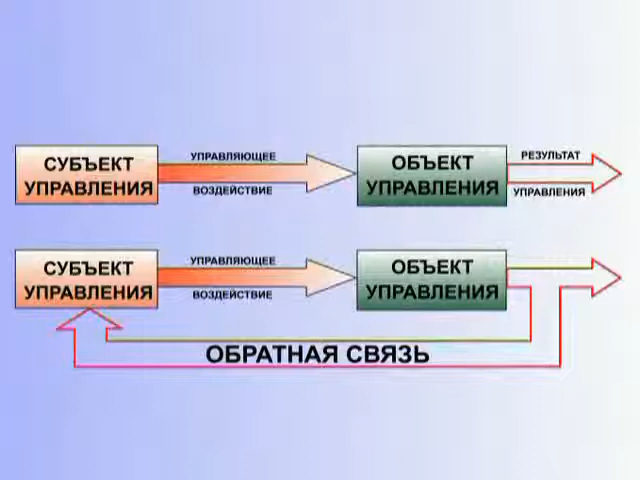 СУБЪЕКТ
УПРАВЛЕНИЯ
УПРАВЛЯЮЩЕЕ
ВОЗДЕЙСТВИЕ
ОБЪЕКТ
УПРАВЛЕНИЯ
РЕЗУЛЬТАТ
УПРАВЛЕНИЯ
СУБЪЕКТ
УПРАВЛЕНИЯ
УПРАВЛЯЮЩЕЕ
ВОЗДЕЙСТВИЕ
ОБЪЕКТ
УПРАВЛЕНИЯ
ОБРАТНАЯ СВЯЗЬ